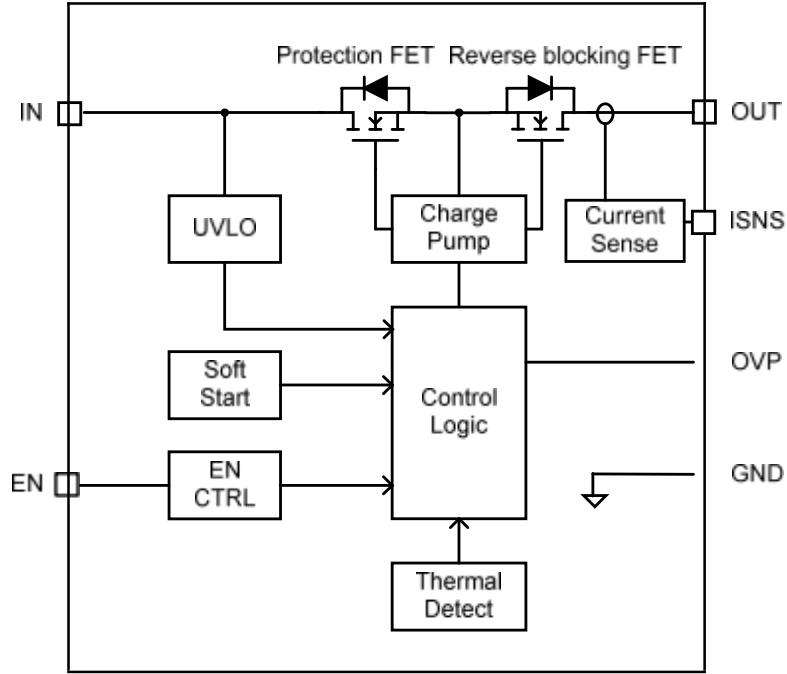 Protection FET
Reverse blocking FET
IN
OUT
UVLO
Charge
Pump
Current
Sense
ISNS
Soft
Start
Control
Logic
OVP
EN
EN
CTRL
GND
Thermal
Detect